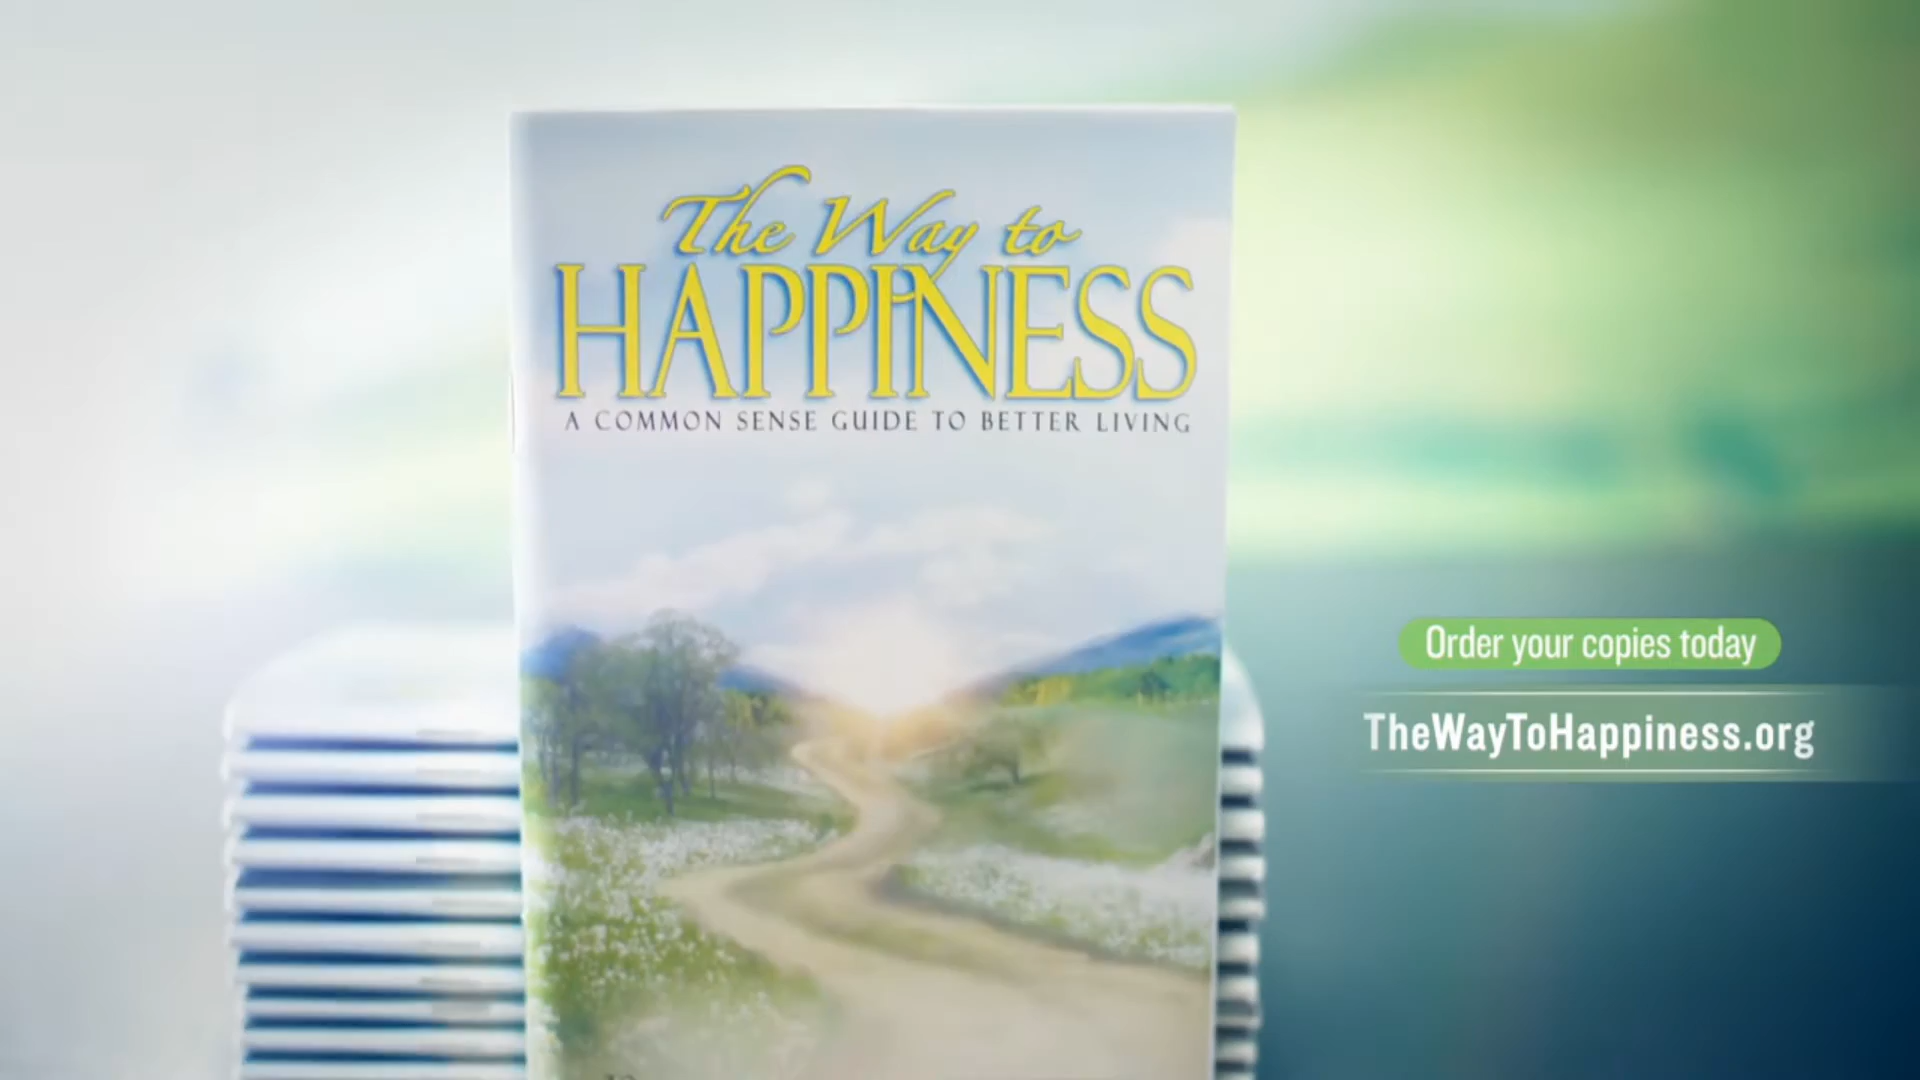 The Way to
HAPPINESS
A COMMON SENSE GUIDE TO BETTER LIVING
Order your copies today
TheWayToHappiness.org